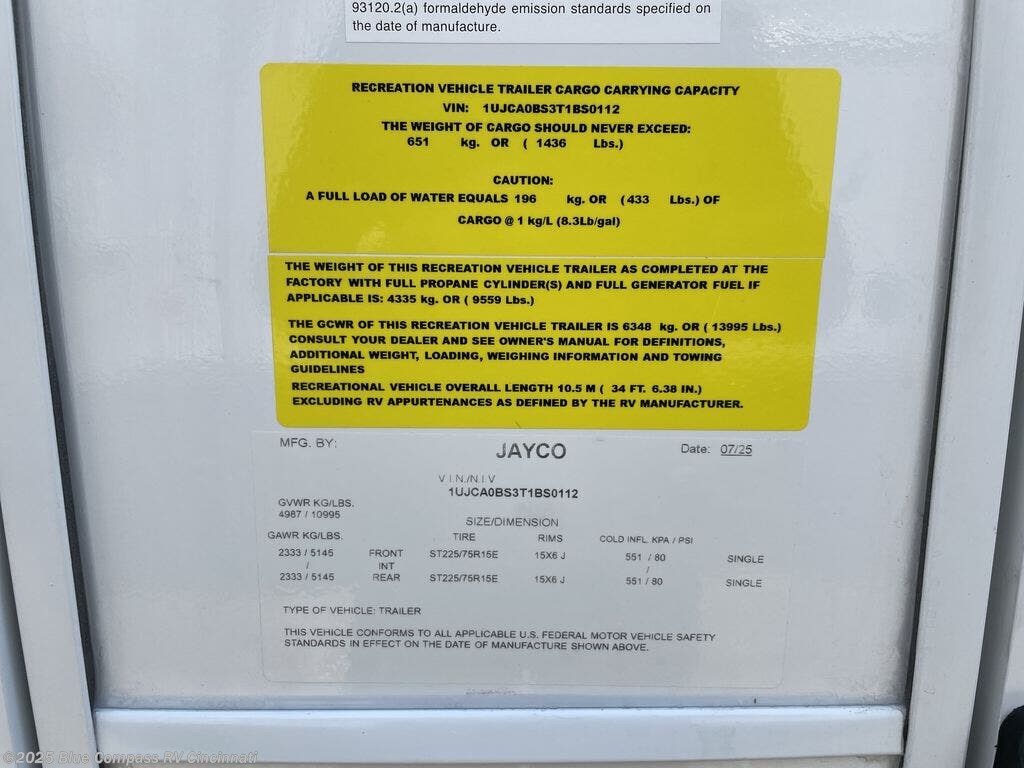 93120.2(a) formaldehyde emission standards specified on
the date of manufacture.
RECREATION VEHICLE TRAILER CARGO CARRYING CAPACITY
VIN: 1UJCA0BS3T1BS0112
THE WEIGHT OF CARGO SHOULD NEVER EXCEED:
651 kg. OR ( 1436 Lbs.)
CAUTION:
A FULL LOAD OF WATER EQUALS 196 kg. OR (433 Lbs.) OF
CARGO @ 1 kg/L (8.3Lb/gal)
THE WEIGHT OF THIS RECREATION VEHICLE TRAILER AS COMPLETED AT THE
FACTORY WITH FULL PROPANE CYLINDER(S) AND FULL GENERATOR FUEL IF
APPLICABLE IS: 4335 kg. OR ( 9559 Lbs.)
THE GCWR OF THIS RECREATION VEHICLE TRAILER IS 6348 kg. OR ( 13995 Lbs.)
CONSULT YOUR DEALER AND SEE OWNER'S MANUAL FOR DEFINITIONS,
ADDITIONAL WEIGHT, LOADING, WEIGHING INFORMATION AND TOWING
GUIDELINES
RECREATIONAL VEHICLE OVERALL LENGTH 10.5 M ( 34 FT. 6.38 IN.)
EXCLUDING RV APPURTENANCES AS DEFINED BY THE RV MANUFACTURER.
MFG. BY: JAYCO Date: 07/25
V I N./N I V
1UJCA0BS3T1BS0112
GVWR KG/LBS.
4987 / 10995
SIZE/DIMENSION
GAWR KG/LBS. TIRE RIMS COLD INFL. KPA / PSI
2333 / 5145 FRONT ST225/75R15E 15X6 J 551 / 80 SINGLE
/ INT /
2333 / 5145 REAR ST225/75R15E 15X6 J 551 / 80 SINGLE
TYPE OF VEHICLE: TRAILER
THIS VEHICLE CONFORMS TO ALL APPLICABLE U.S. FEDERAL MOTOR VEHICLE SAFETY
STANDARDS IN EFFECT ON THE DATE OF MANUFACTURE SHOWN ABOVE.
©2025 Blue Compass RV Cincinnati